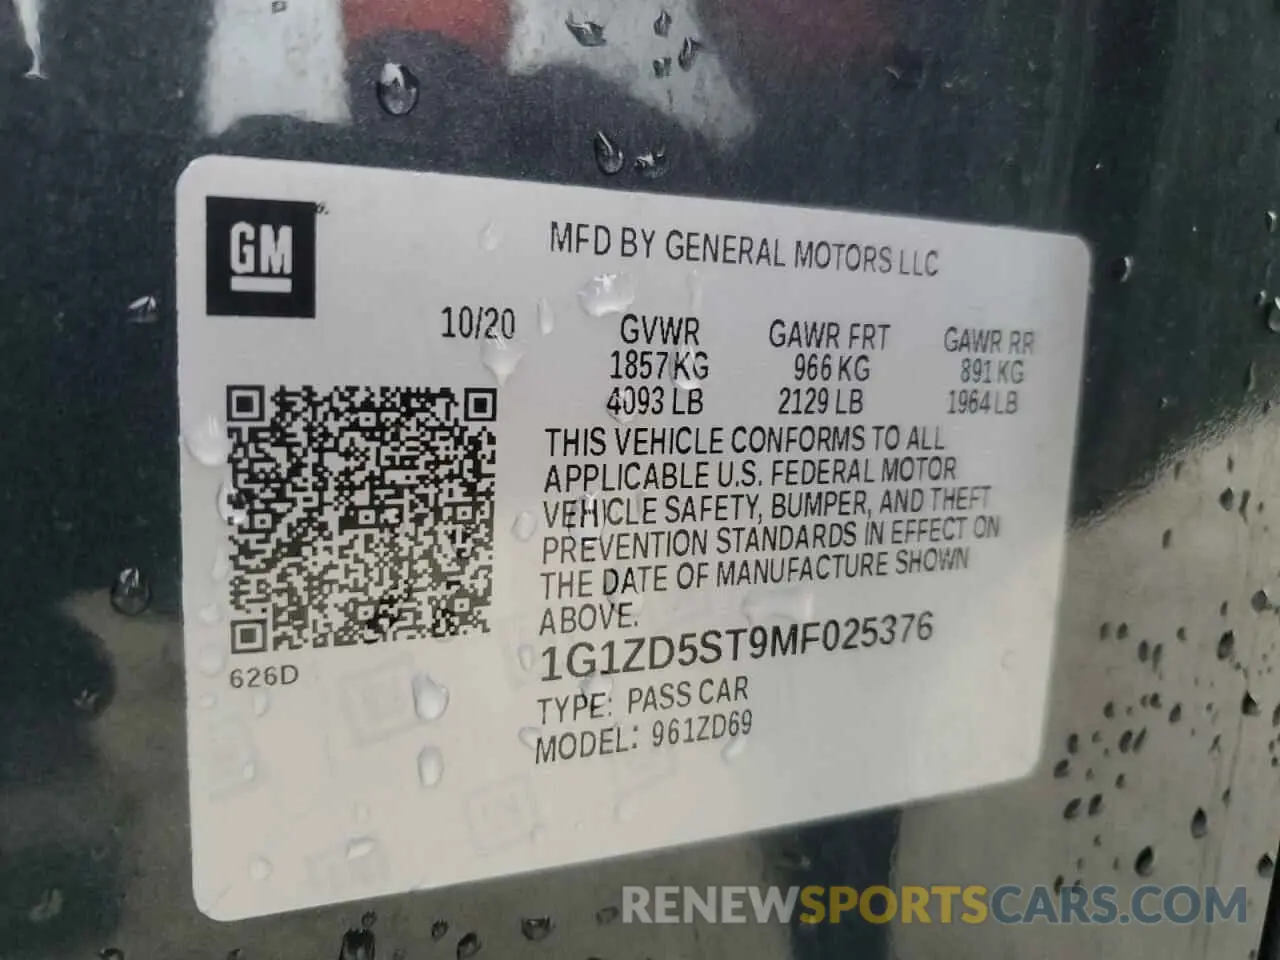 GM
MFD BY GENERAL MOTORS LLC
10/20
GVWR GAWR FRT GAWR RR
1857 KG 966 KG 891 KG
4093 LB 2129 LB 1964 LB
THIS VEHICLE CONFORMS TO ALL
APPLICABLE U.S. FEDERAL MOTOR
VEHICLE SAFETY, BUMPER, AND THEFT
PREVENTION STANDARDS IN EFFECT ON
THE DATE OF MANUFACTURE SHOWN
ABOVE.
1G1ZD5ST9MF025376
626D
TYPE: PASS CAR
MODEL: 961ZD69
RENEWSPORTSCARS.COM